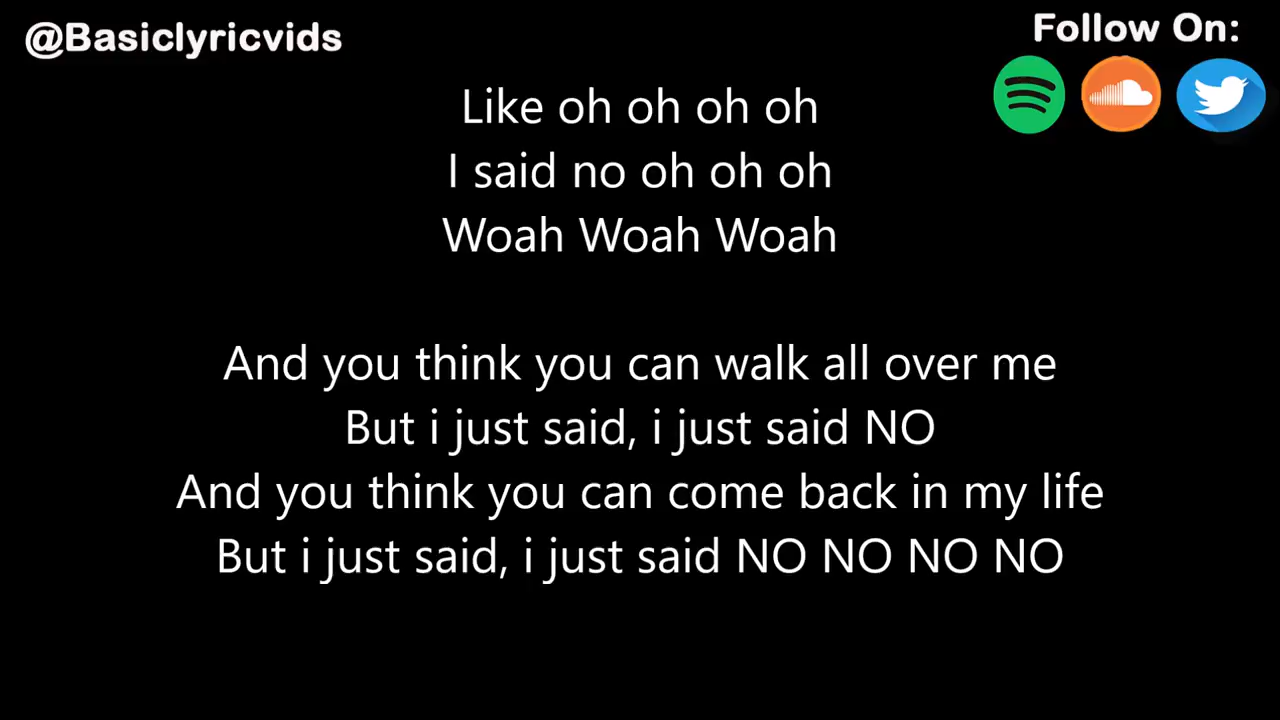 @Basiclyricvids
Follow On:
Like oh oh oh oh
I said no oh oh oh
Woah Woah Woah
And you think you can walk all over me
But i just said, i just said NO
And you think you can come back in my life
But i just said, i just said NO NO NO NO